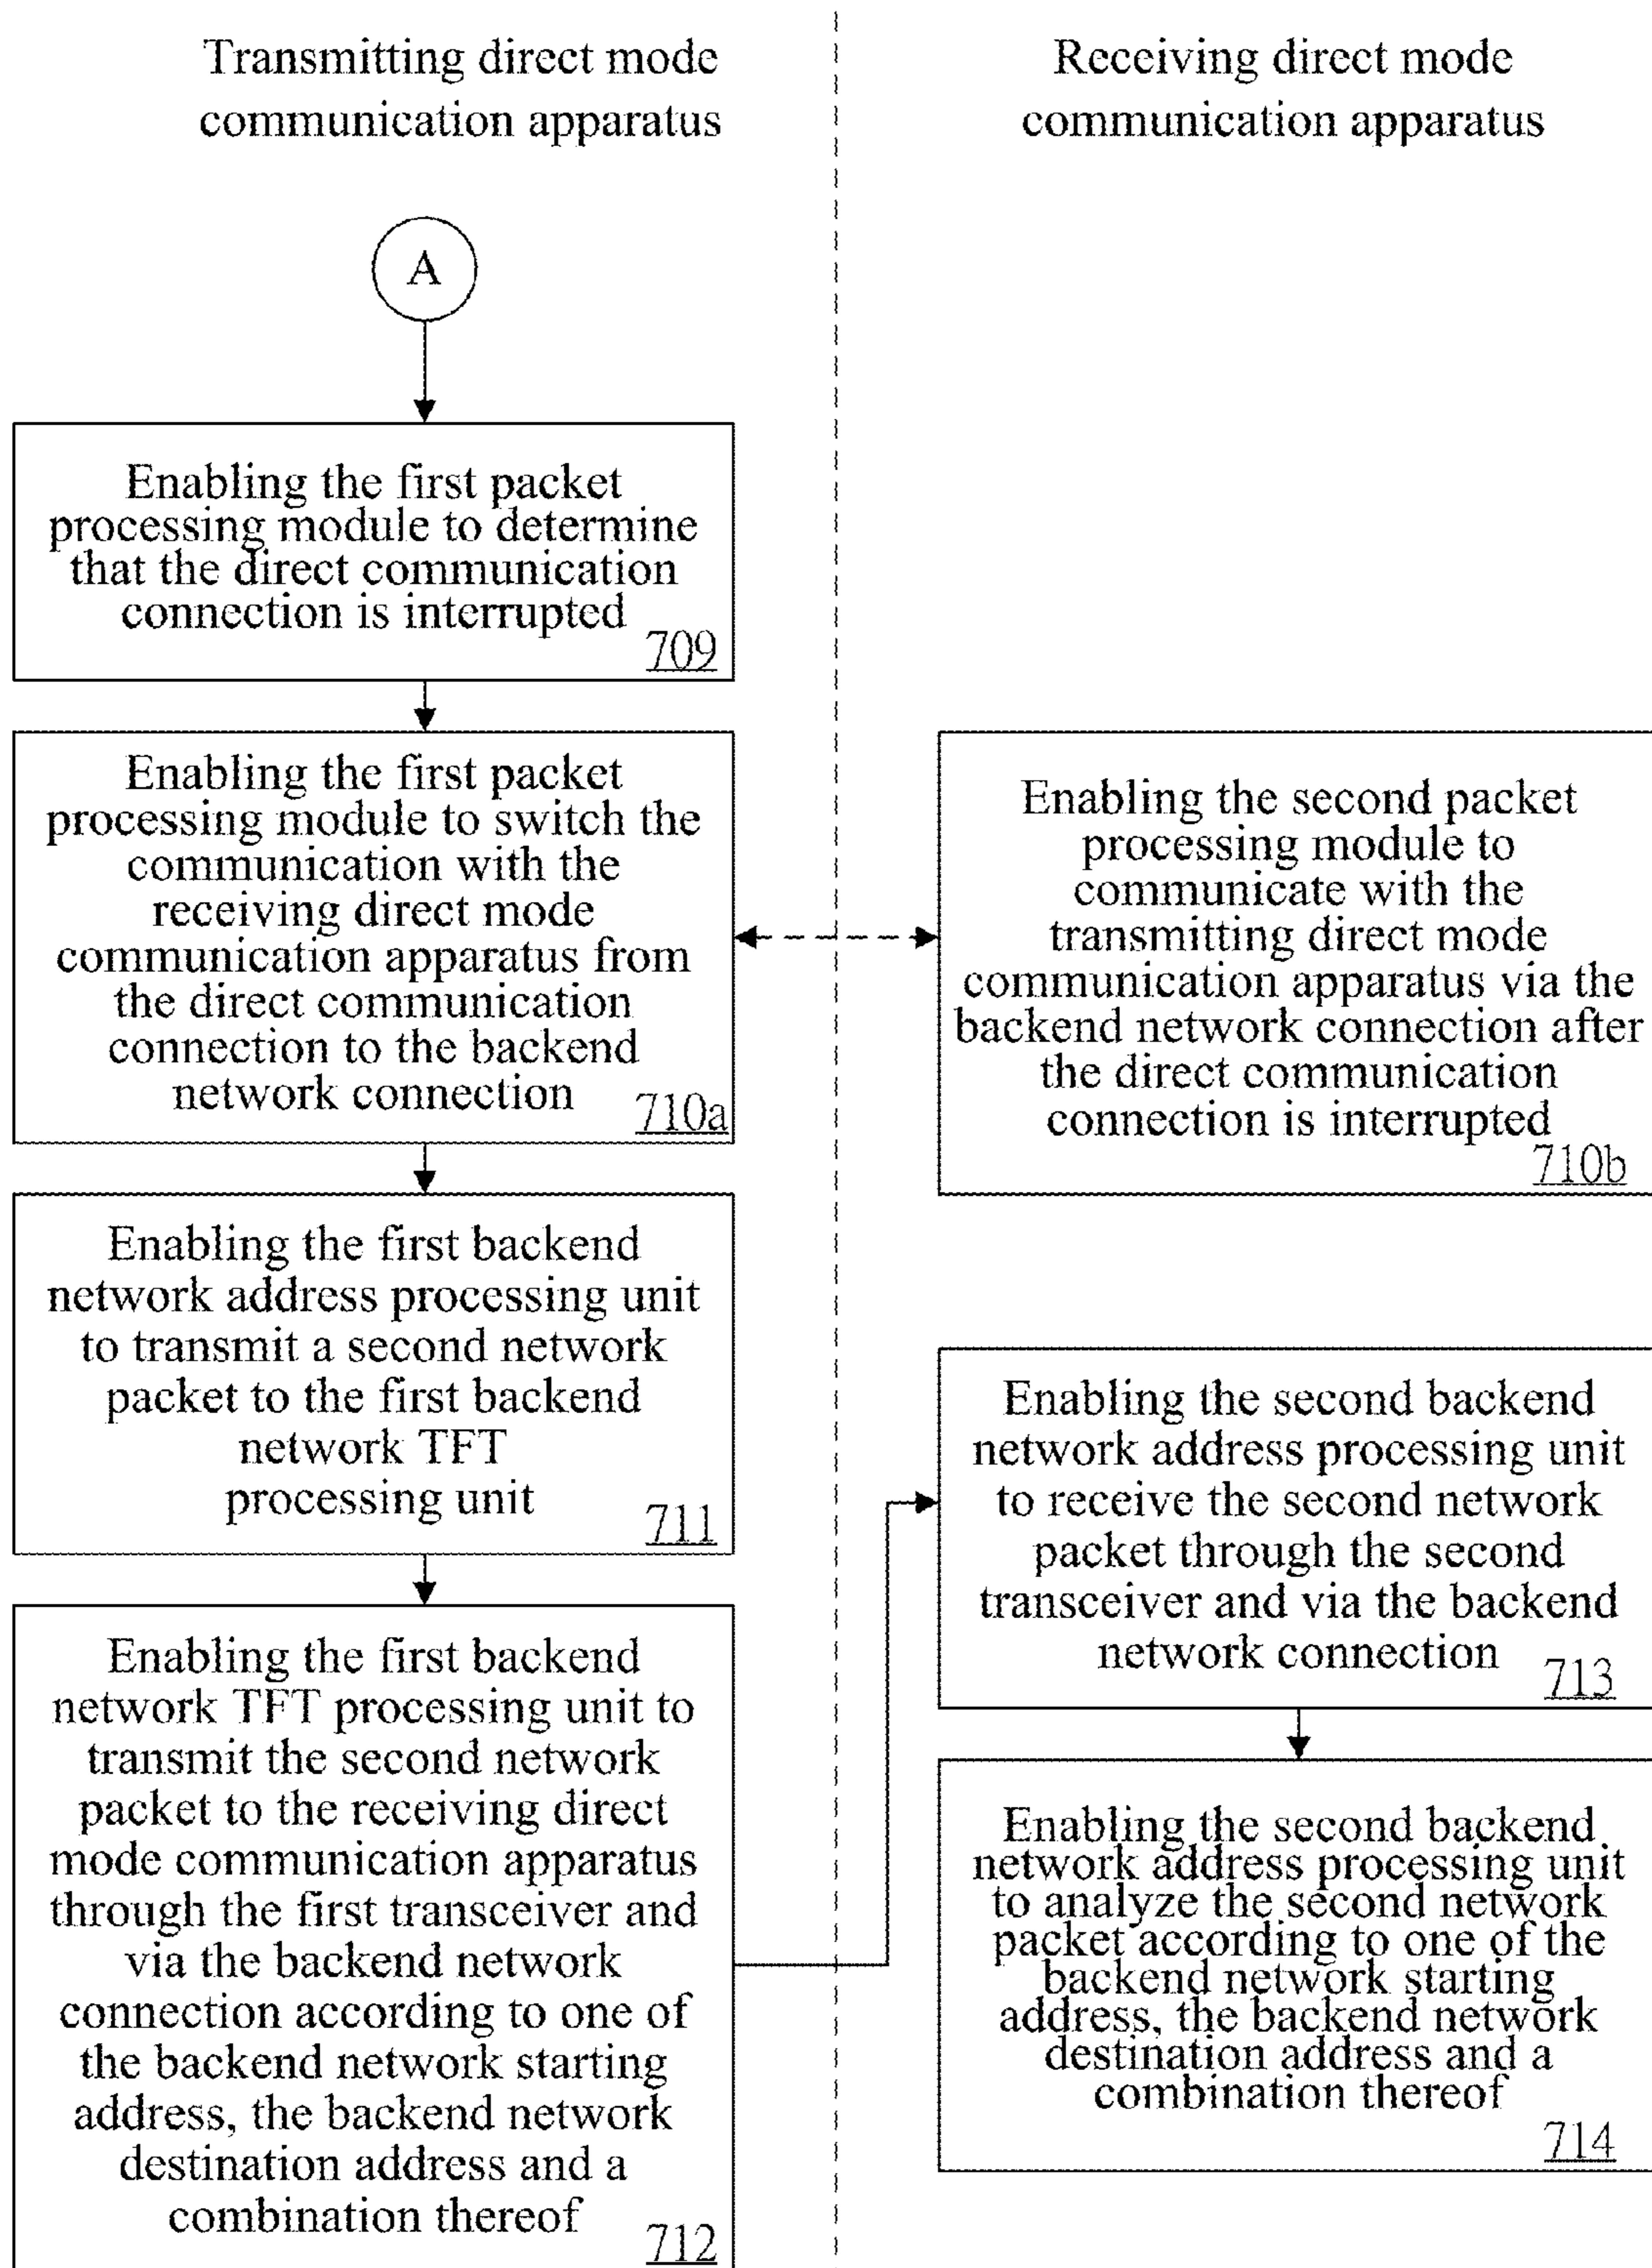 Transmitting direct mode
communication apparatus
Receiving direct mode
communication apparatus
A
Enabling the first packet
processing module to determine
that the direct communication
connection is interrupted
709
Enabling the first packet
processing module to switch the
communication with the
receiving direct mode
communication apparatus from
the direct communication
connection to the backend
network connection
710a
Enabling the second packet
processing module to
communicate with the
transmitting direct mode
communication apparatus via the
backend network connection after
the direct communication
connection is interrupted
710b
Enabling the first backend
network address processing unit
to transmit a second network
packet to the first backend
network TFT
processing unit
711
Enabling the first backend
network TFT processing unit to
transmit the second network
packet to the receiving direct
mode communication apparatus
through the first transceiver and
via the backend network
connection according to one of
the backend network starting
address, the backend network
destination address and a
combination thereof
712
Enabling the second backend
network address processing unit
to receive the second network
packet through the second
transceiver and via the backend
network connection
713
Enabling the second backend
network address processing unit
to analyze the second network
packet according to one of the
backend network starting
address, the backend network
destination address and a
combination thereof
714